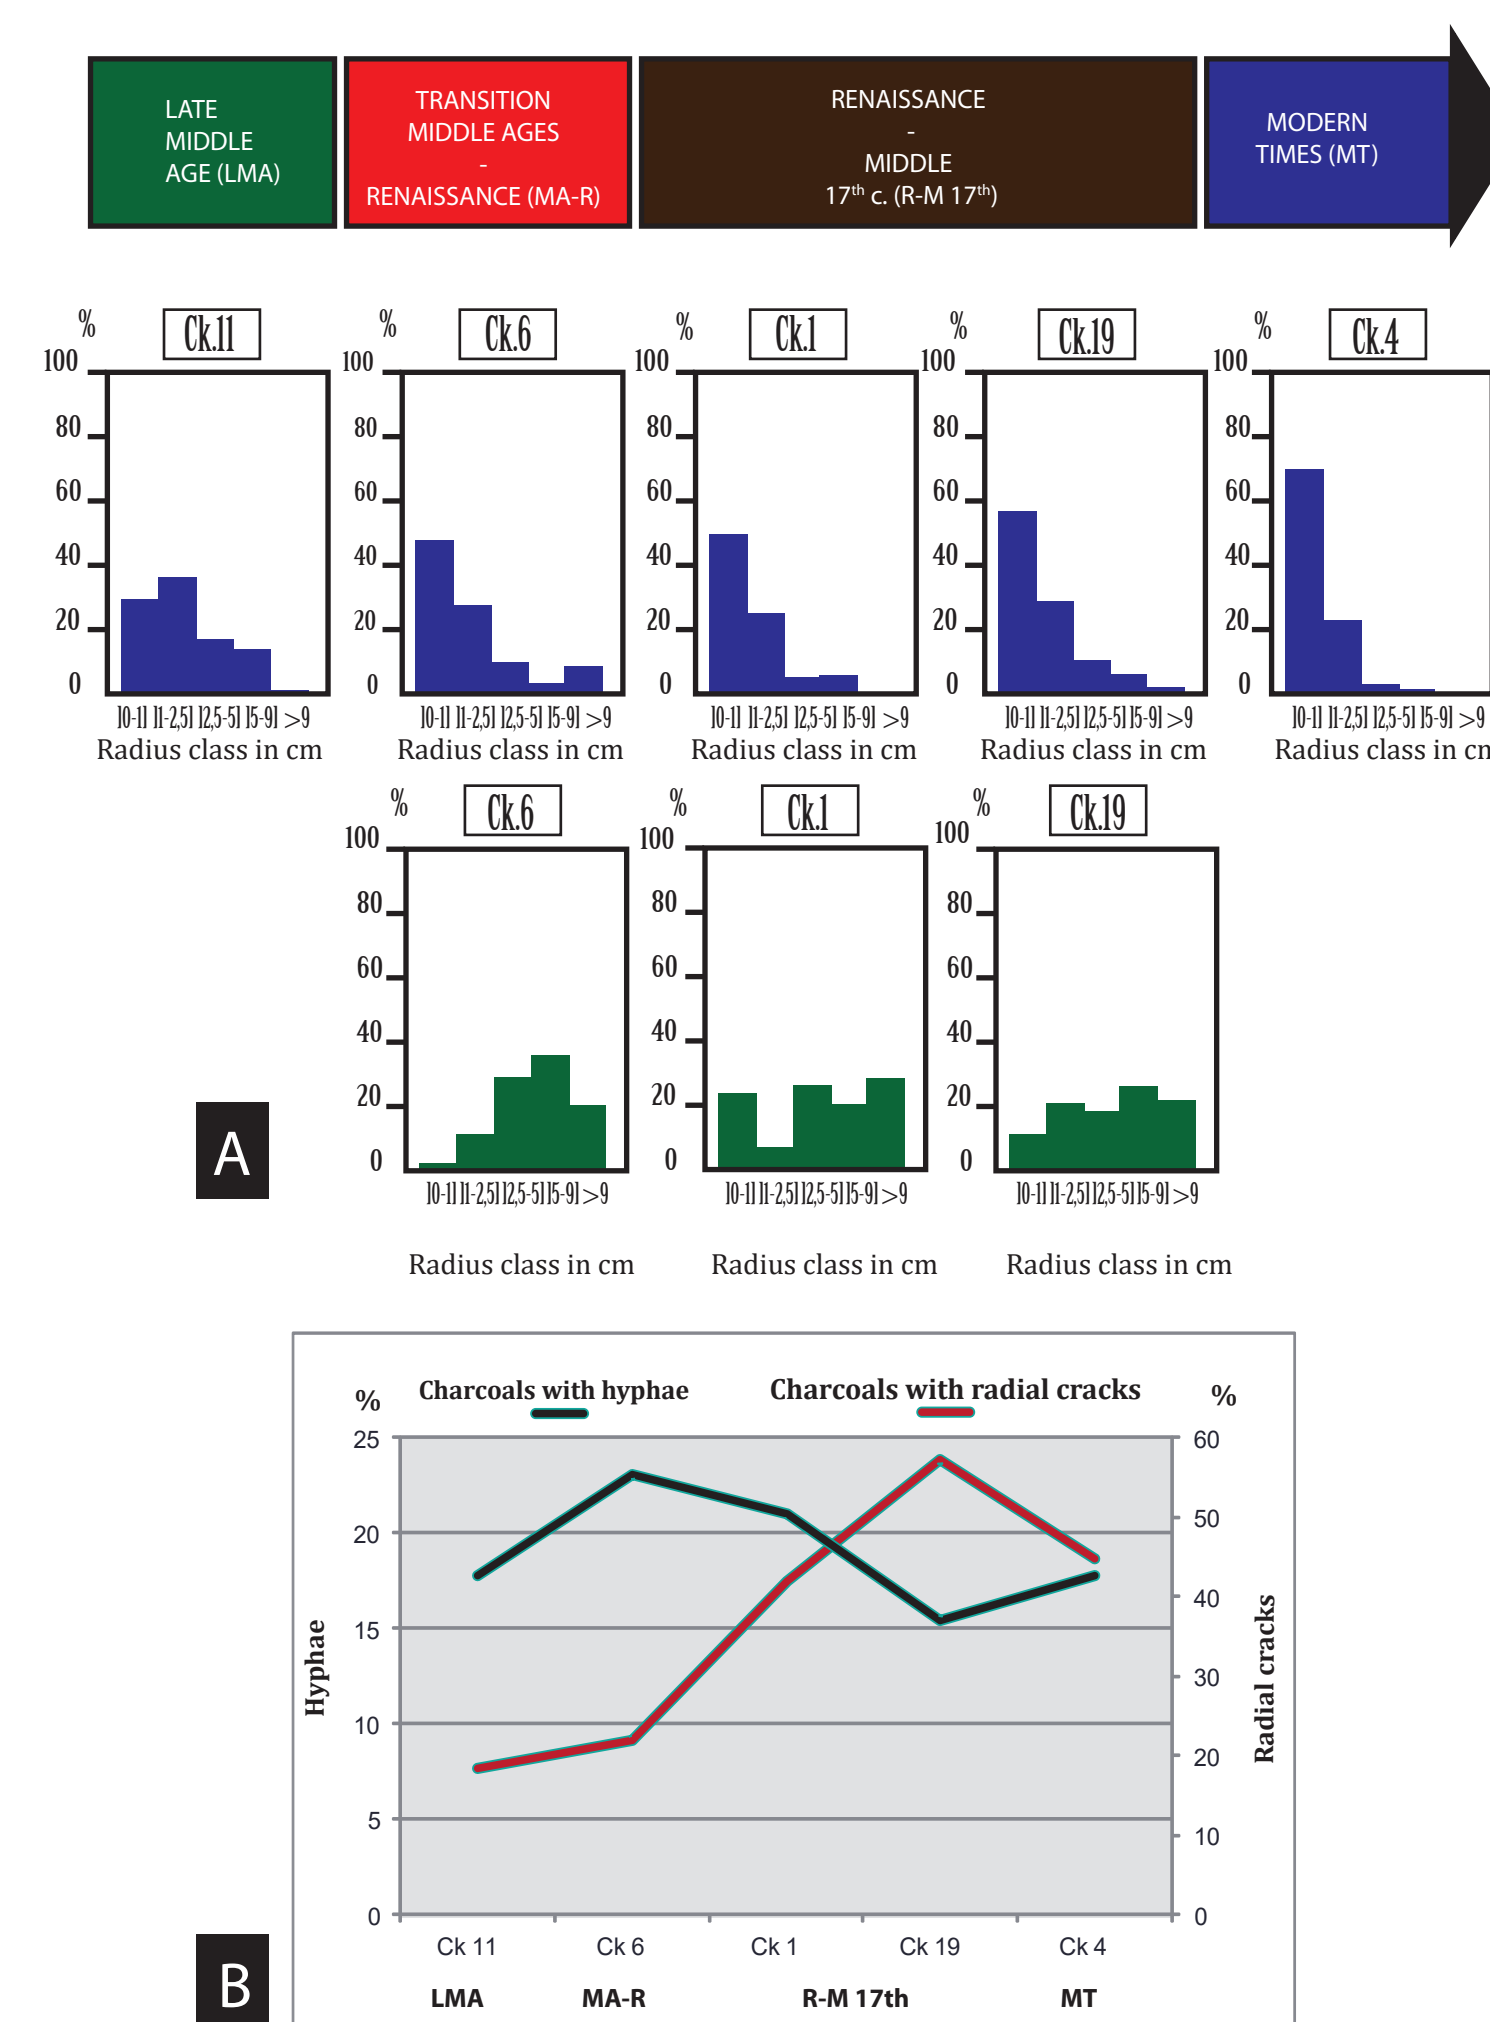 LATE
MIDDLE
AGE (LMA)
TRANSITION
MIDDLE AGES
-
RENAISSANCE (MA-R)
RENAISSANCE
-
MIDDLE
17th c. (R-M 17th)
MODERN
TIMES (MT)
% Ck.11
100
80
60
40
20
0
]0-1] ]1-2,5] ]2,5-5] ]5-9] >9
Radius class in cm
% Ck.6
100
80
60
40
20
0
]0-1] ]1-2,5] ]2,5-5] ]5-9] >9
Radius class in cm
% Ck.1
100
80
60
40
20
0
]0-1] ]1-2,5] ]2,5-5] ]5-9] >9
Radius class in cm
% Ck.19
100
80
60
40
20
0
]0-1] ]1-2,5] ]2,5-5] ]5-9] >9
Radius class in cm
% Ck.4
100
80
60
40
20
0
]0-1] ]1-2,5] ]2,5-5] ]5-9] >9
Radius class in cm
% Ck.6
100
80
60
40
20
0
]0-1] ]1-2,5] ]2,5-5] ]5-9] >9
Radius class in cm
% Ck.1
100
80
60
40
20
0
]0-1] ]1-2,5] ]2,5-5] ]5-9] >9
Radius class in cm
% Ck.19
100
80
60
40
20
0
]0-1] ]1-2,5] ]2,5-5] ]5-9] >9
Radius class in cm
A
% Charcoals with hyphae Charcoals with radial cracks %
25
20
15
10
5
0
Hyphae
60
50
40
30
20
10
0
Radial cracks
Ck 11 Ck 6 Ck 1 Ck 19 Ck 4
LMA MA-R R-M 17th MT
B